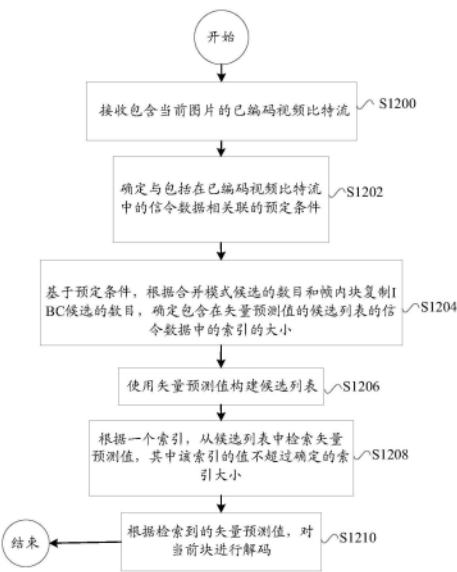 开始
接收包含当前图片的已编码视频比特流
S1200
确定与包括在已编码视频比特流
中的信令数据相关联的预定条件
S1202
基于预定条件，根据合并模式候选的数目和帧内块复制I
BC候选的数目，确定包含在矢量预测值的候选列表的信
令数据中的索引的大小
S1204
使用矢量预测值构建候选列表
S1206
根据一个索引，从候选列表中检索矢量
预测值，其中该索引的值不超过确定的索
引大小
S1208
根据检索到的矢量预测值，对
当前块进行解码
S1210
结束